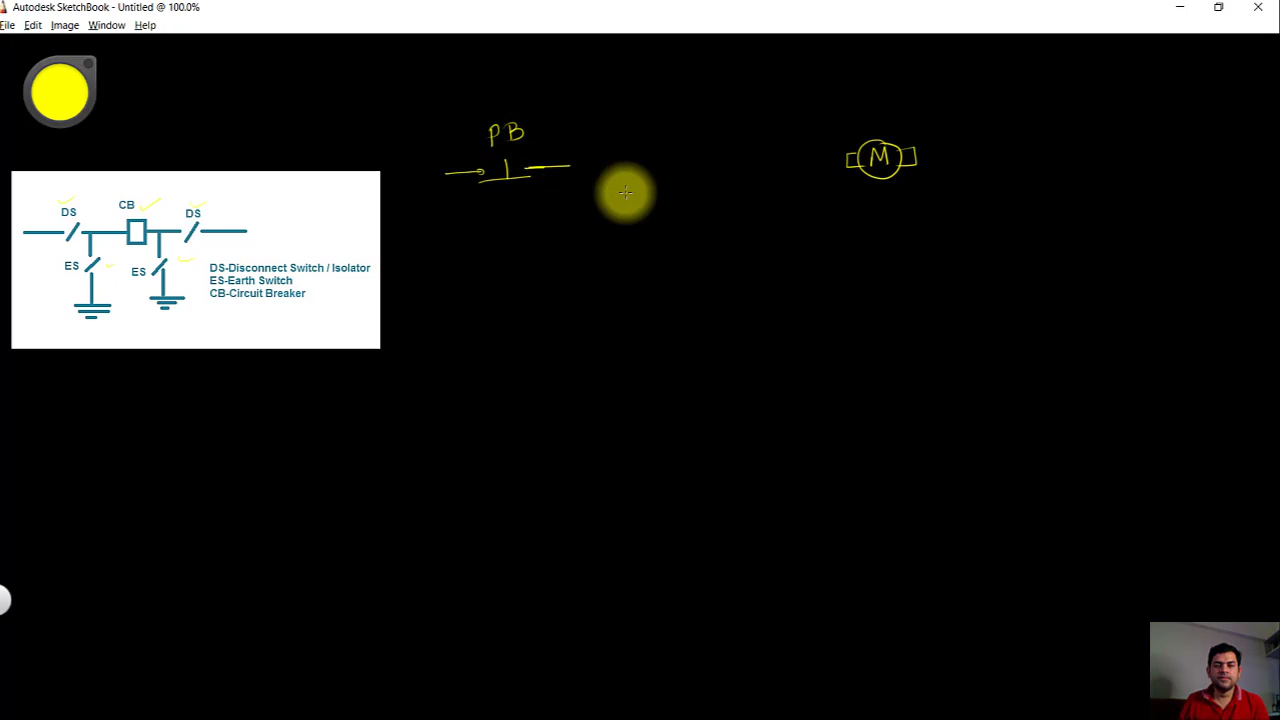 Autodesk SketchBook - Untitled @ 100.0%
File Edit Image Window Help
PB
M
DS CB DS
ES ES
DS-Disconnect Switch / Isolator
ES-Earth Switch
CB-Circuit Breaker